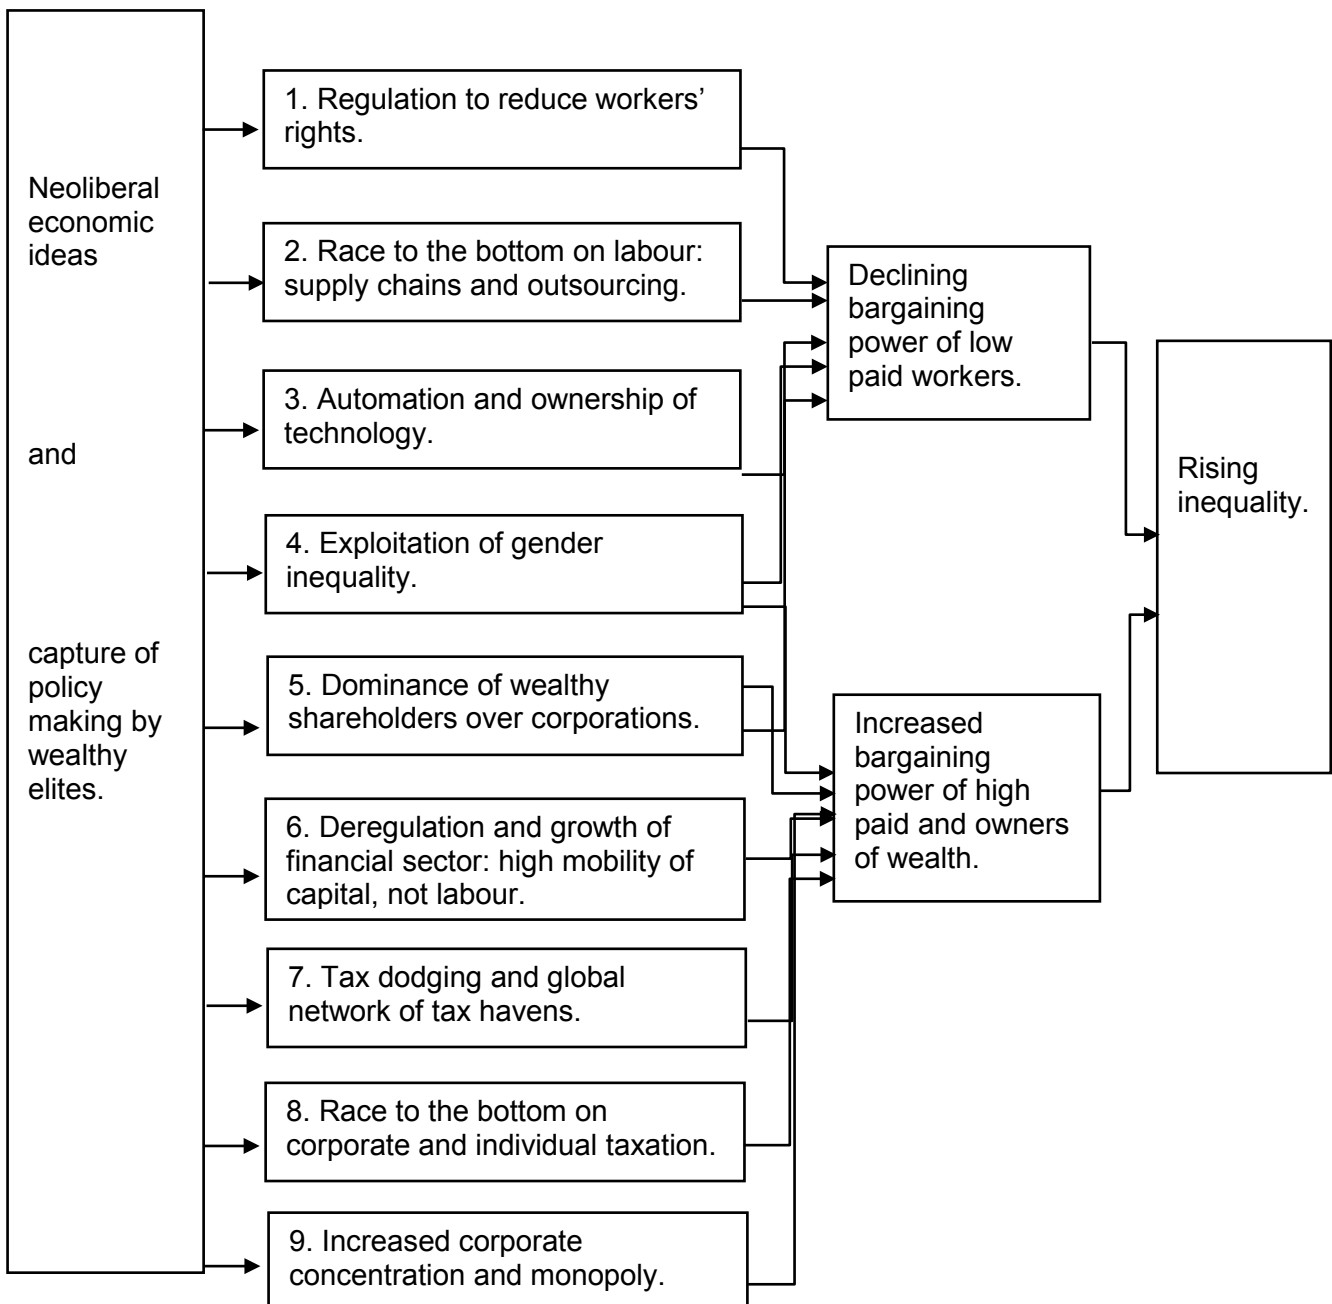 Neoliberal
economic
ideas
and
capture of
policy
making by
wealthy
elites.
1. Regulation to reduce workers’
rights.
2. Race to the bottom on labour:
supply chains and outsourcing.
3. Automation and ownership of
technology.
4. Exploitation of gender
inequality.
5. Dominance of wealthy
shareholders over corporations.
6. Deregulation and growth of
financial sector: high mobility of
capital, not labour.
7. Tax dodging and global
network of tax havens.
8. Race to the bottom on
corporate and individual taxation.
9. Increased corporate
concentration and monopoly.
Declining
bargaining
power of low
paid workers.
Increased
bargaining
power of high
paid and owners
of wealth.
Rising
inequality.